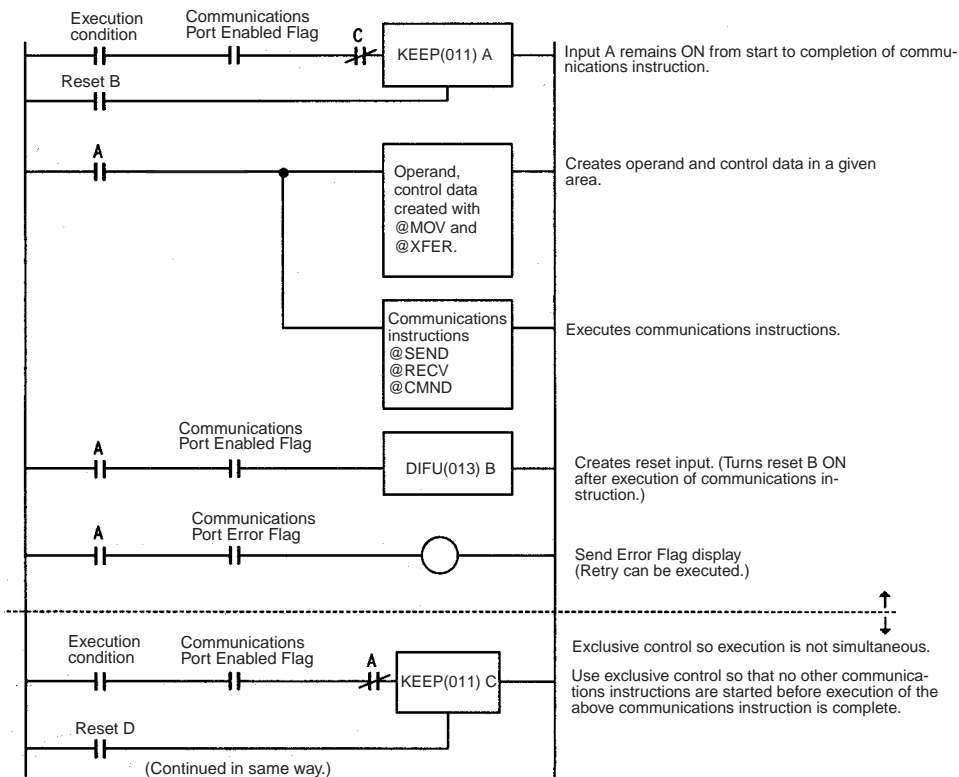 Execution
condition
Communications
Port Enabled Flag
C
KEEP(011) A
Input A remains ON from start to completion of commu-
nications instruction.
Reset B
A
Operand,
control data
created with
@MOV and
@XFER.
Creates operand and control data in a given
area.
Communications
instructions
@SEND
@RECV
@CMND
Executes communications instructions.
A
Communications
Port Enabled Flag
DIFU(013) B
Creates reset input. (Turns reset B ON
after execution of communications in-
struction.)
A
Communications
Port Error Flag
Send Error Flag display
(Retry can be executed.)
Execution
condition
Communications
Port Enabled Flag
A
KEEP(011) C
Exclusive control so execution is not simultaneous.
Use exclusive control so that no other communica-
tions instructions are started before execution of the
above communications instruction is complete.
Reset D
(Continued in same way.)